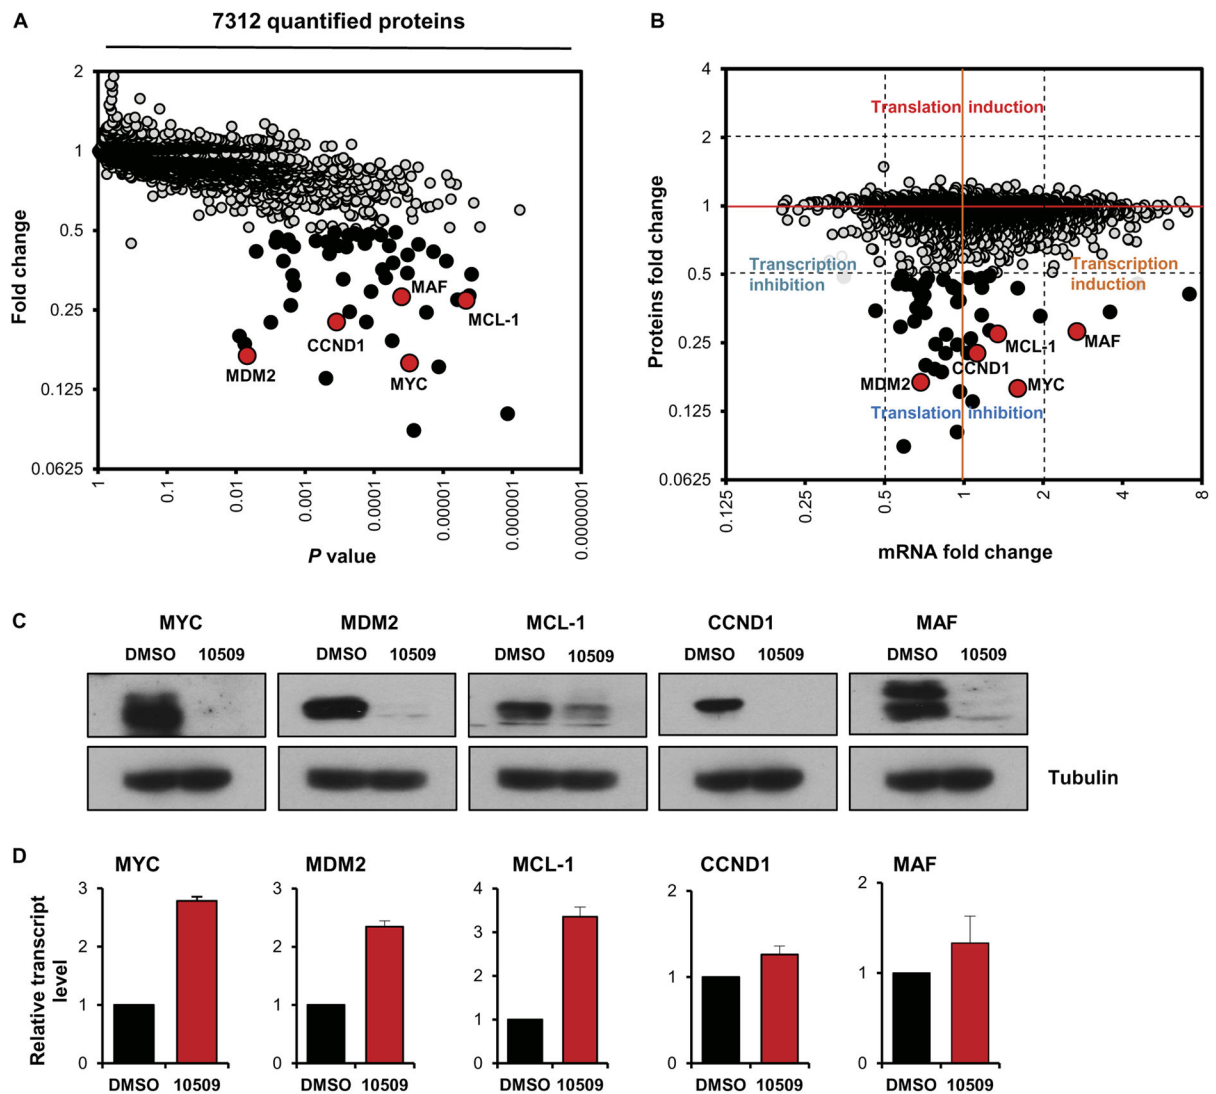 A
7312 quantified proteins
2
1
0.5
0.25
0.125
0.0625
Fold change
MAF
MCL-1
CCND1
MDM2
MYC
1
0.1
0.01
0.001
0.0001
0.00001
0.000001
0.0000001
P value
B
4
2
1
0.5
0.25
0.125
0.0625
Proteins fold change
Translation induction
Transcription
inhibition
Transcription
induction
MCL-1
MAF
CCND1
MDM2
MYC
Translation inhibition
0.125
0.25
0.5
1
2
4
8
mRNA fold change
C
MYC
MDM2
MCL-1
CCND1
MAF
DMSO 10509
DMSO 10509
DMSO 10509
DMSO 10509
DMSO 10509
Tubulin
D
Relative transcript
level
MYC
3
2
1
0
DMSO 10509
MDM2
3
2
1
0
DMSO 10509
MCL-1
4
3
2
1
0
DMSO 10509
CCND1
2
1
0
DMSO 10509
MAF
2
1
0
DMSO 10509